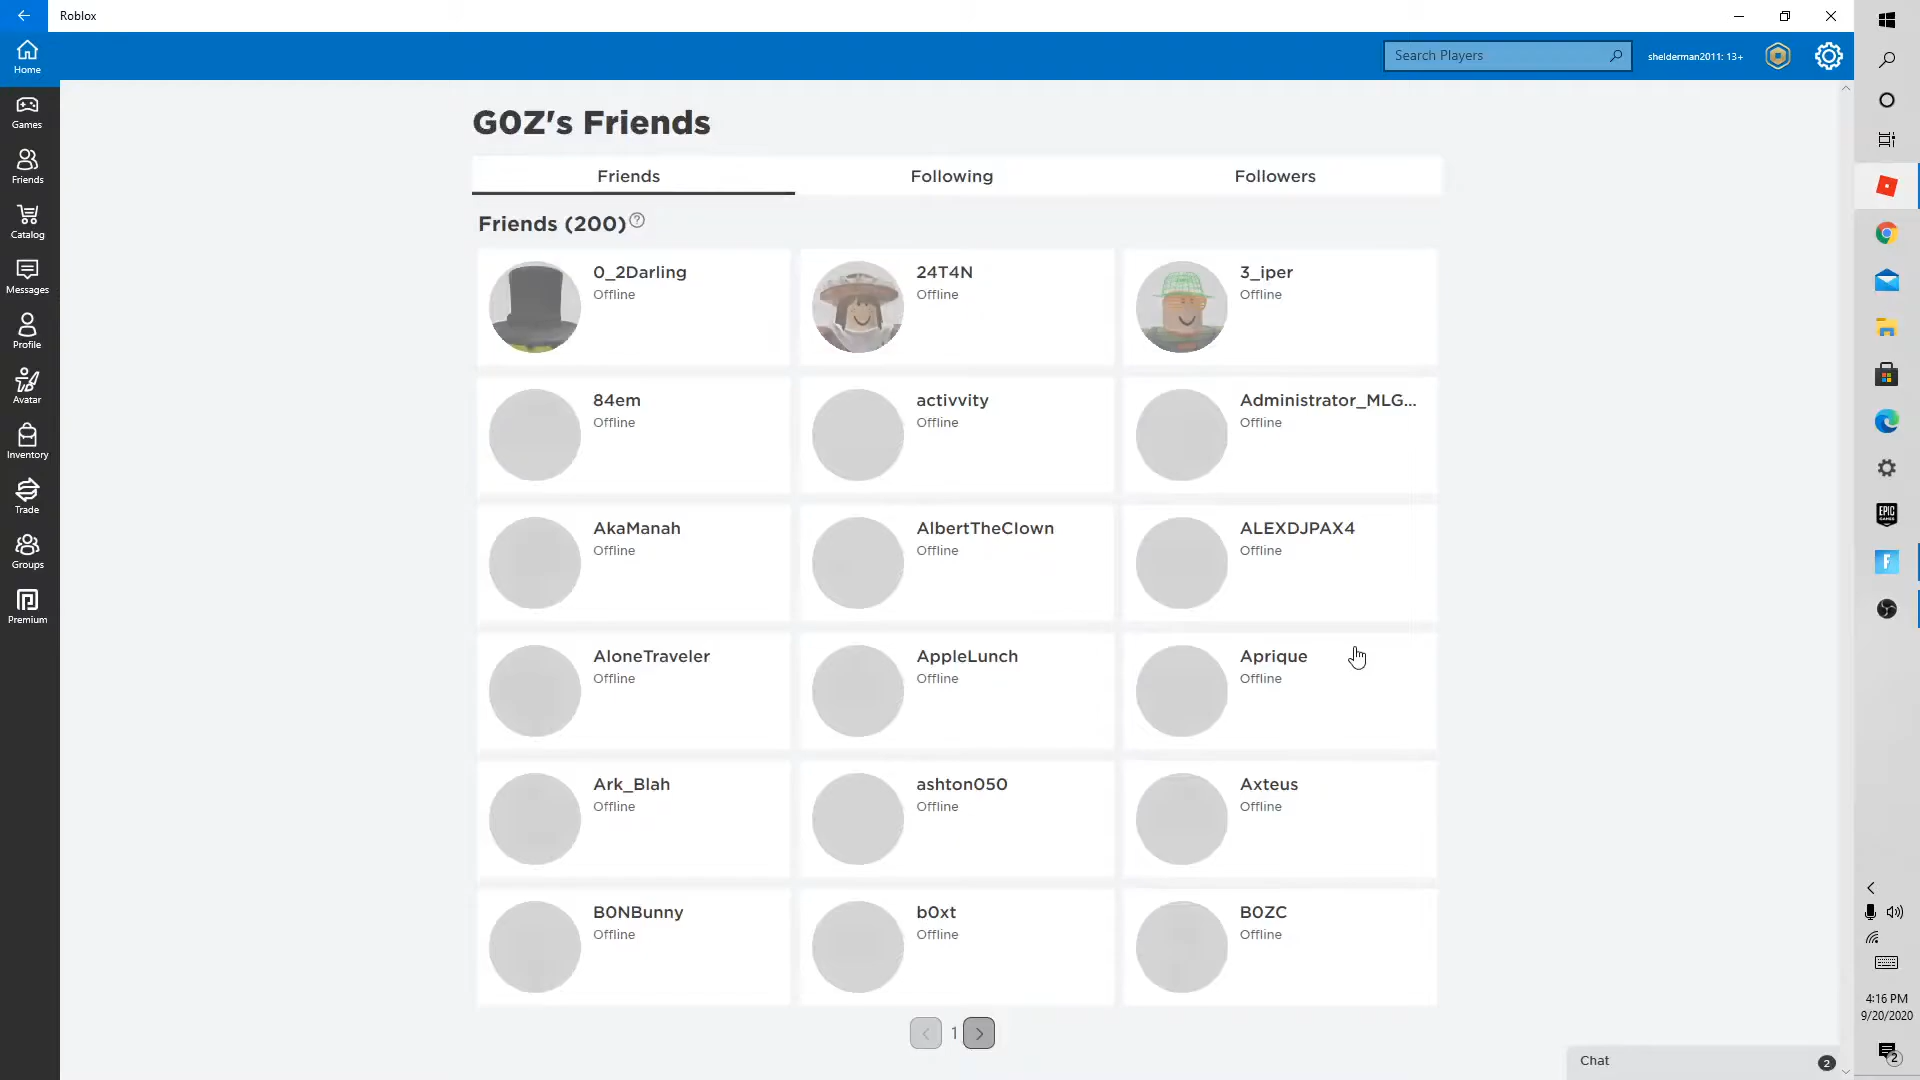 Roblox
Home
Search Players
shelderman2011: 13+
Games
Friends
Catalog
Messages
Profile
Avatar
Inventory
Trade
Groups
Premium
G0Z's Friends
Friends Following Followers
Friends (200)
0_2Darling
Offline
24T4N
Offline
3_iper
Offline
84em
Offline
activvity
Offline
Administrator_MLG...
Offline
AkaManah
Offline
AlbertTheClown
Offline
ALEXDJPAX4
Offline
AloneTraveler
Offline
AppleLunch
Offline
Aprique
Offline
Ark_Blah
Offline
ashton050
Offline
Axteus
Offline
B0NBunny
Offline
b0xt
Offline
B0ZC
Offline
1
Chat 2
EPIC
GAMES
F
4:16 PM
9/20/2020
2